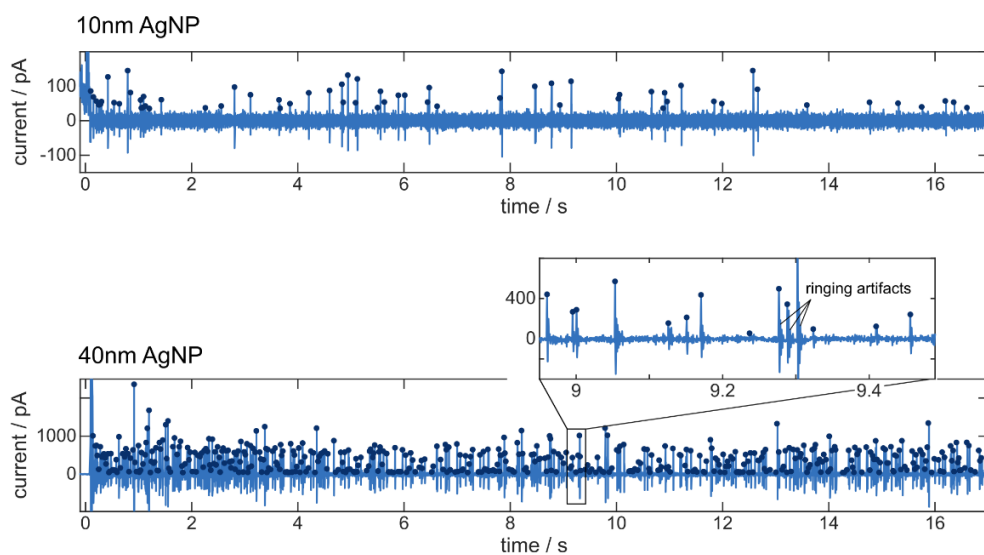 10nm AgNP
current / pA
100
0
-100
0 2 4 6 8 10 12 14 16
time / s
400
0
ringing artifacts
9 9.2 9.4
40nm AgNP
current / pA
1000
0
0 2 4 6 8 10 12 14 16
time / s